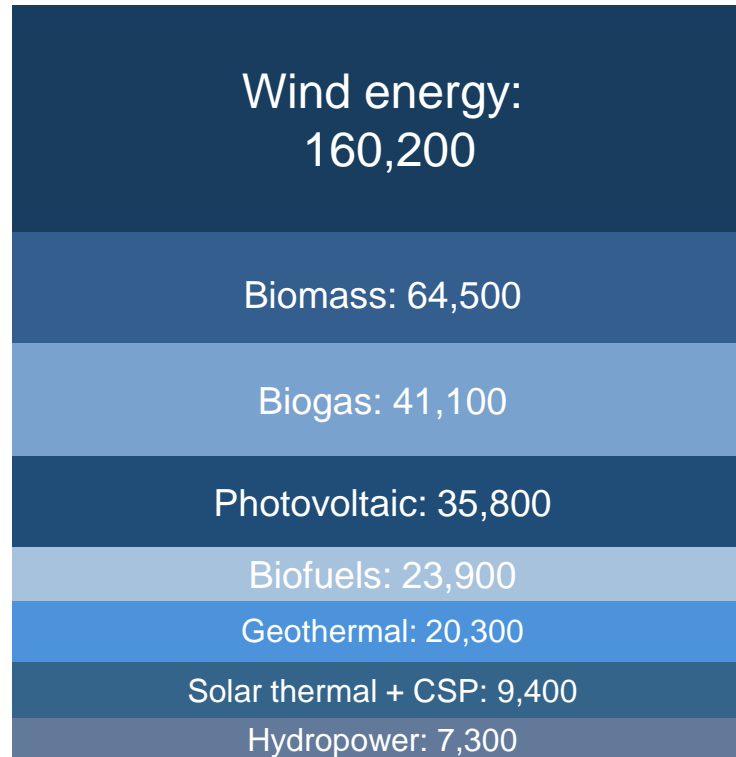 Wind energy:
160,200
Biomass: 64,500
Biogas: 41,100
Photovoltaic: 35,800
Biofuels: 23,900
Geothermal: 20,300
Solar thermal + CSP: 9,400
Hydropower: 7,300